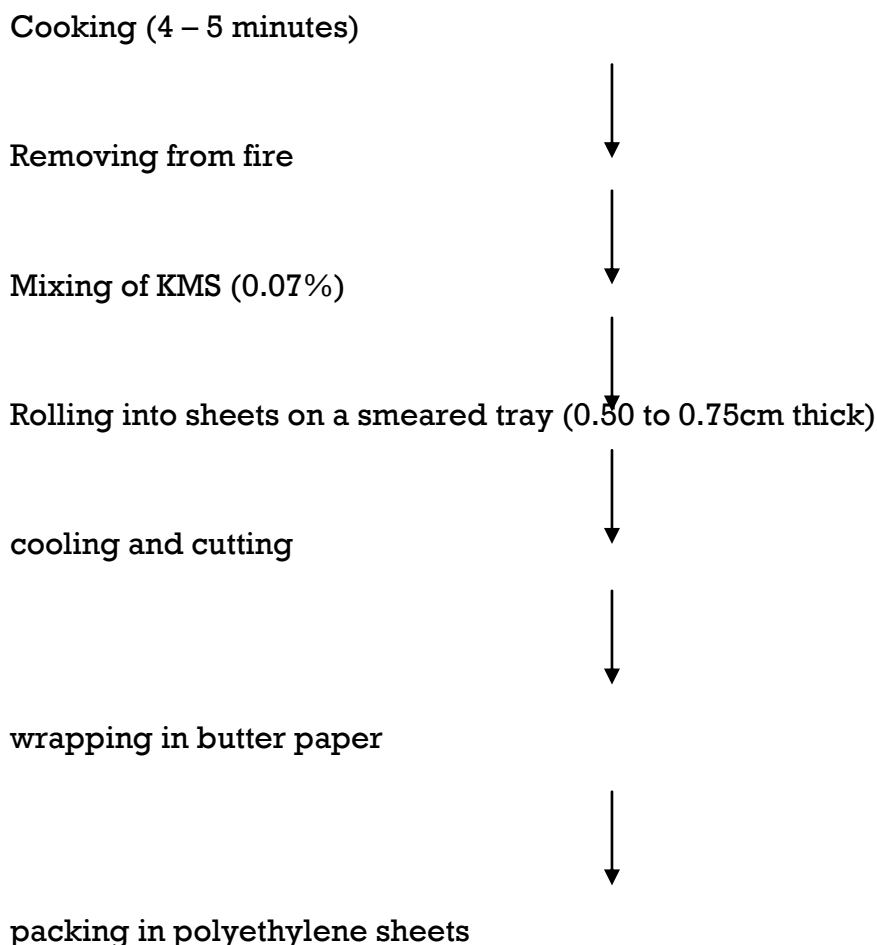 Cooking (4 – 5 minutes)
Removing from fire
Mixing of KMS (0.07%)
Rolling into sheets on a smeared tray (0.50 to 0.75cm thick)
cooling and cutting
wrapping in butter paper
packing in polyethylene sheets